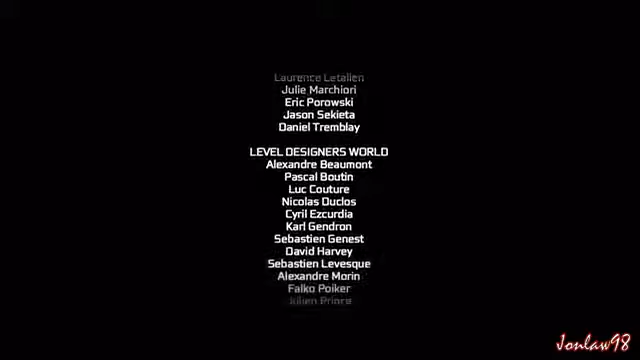 Laurence Letalien
Julie Marchiori
Eric Porowski
Jason Sekieta
Daniel Tremblay
LEVEL DESIGNERS WORLD
Alexandre Beaumont
Pascal Boutin
Luc Couture
Nicolas Duclos
Cyril Ezcurdia
Karl Gendron
Sebastien Genest
David Harvey
Sebastien Levesque
Alexandre Morin
Falko Poiker
Julien
Jonlaw98